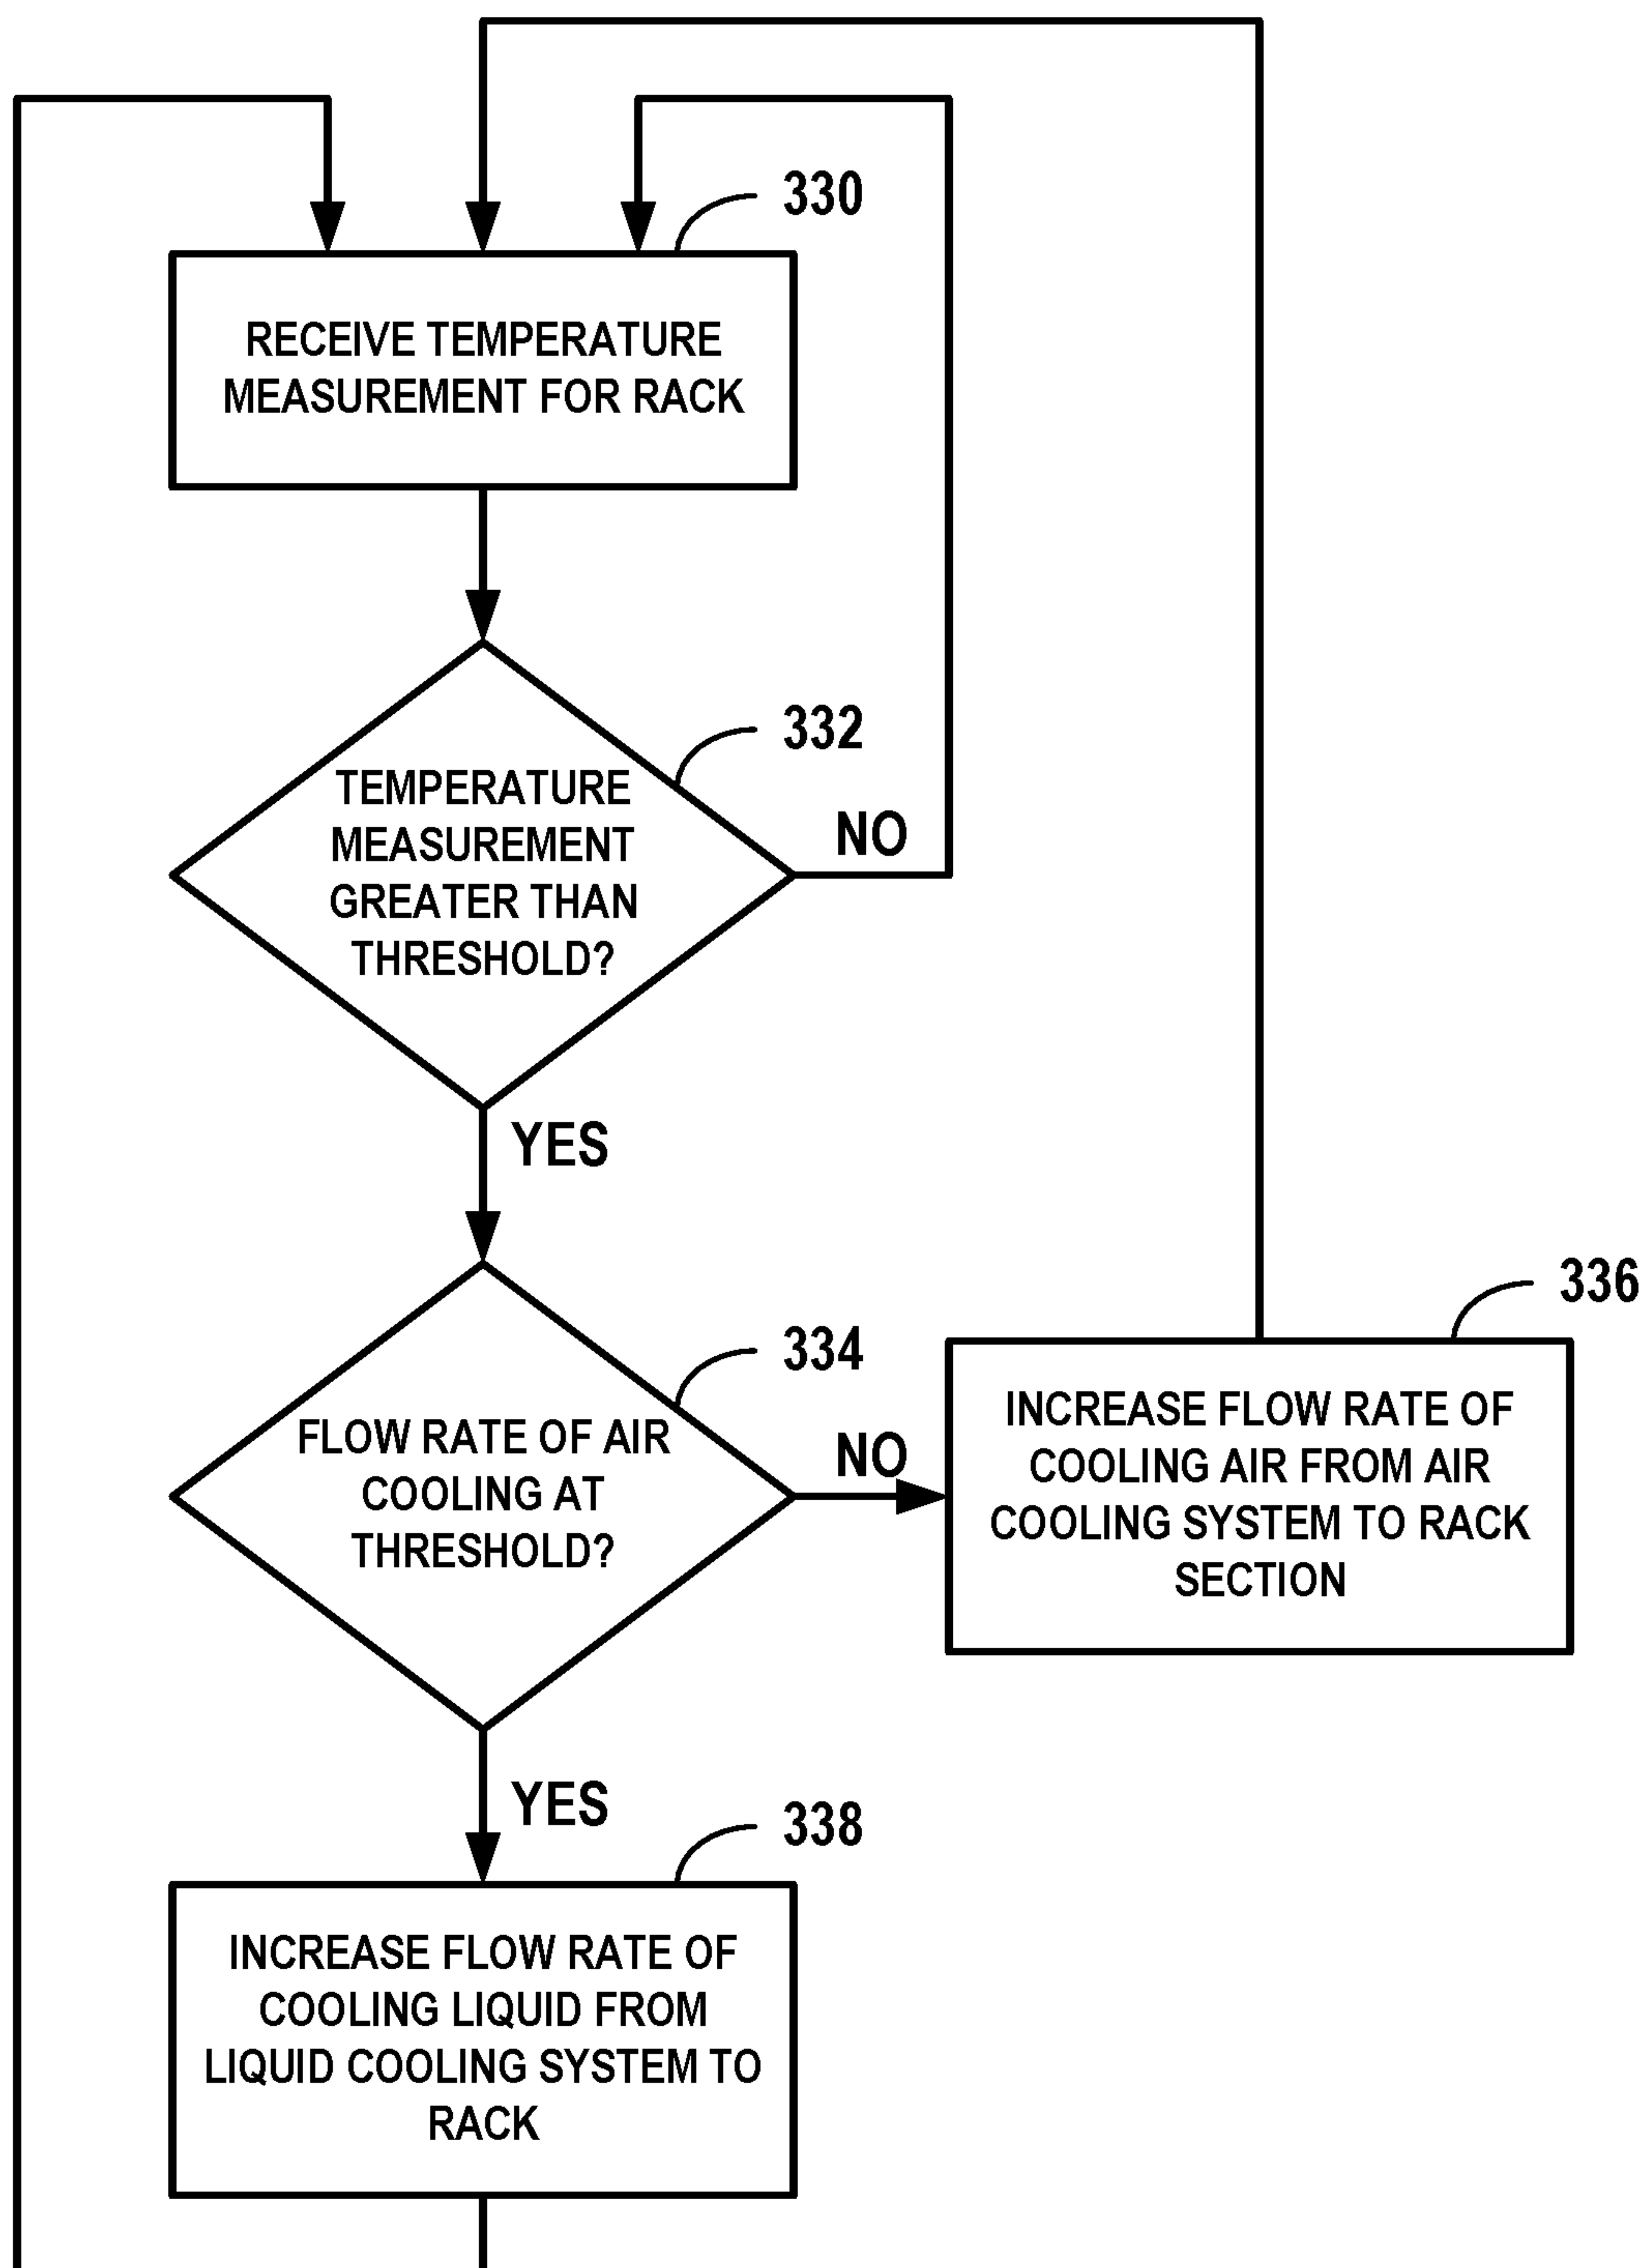 330
RECEIVE TEMPERATURE
MEASUREMENT FOR RACK
332
TEMPERATURE
MEASUREMENT
GREATER THAN
THRESHOLD?
NO
YES
334
FLOW RATE OF AIR
COOLING AT
THRESHOLD?
NO
336
INCREASE FLOW RATE OF
COOLING AIR FROM AIR
COOLING SYSTEM TO RACK
SECTION
YES
338
INCREASE FLOW RATE OF
COOLING LIQUID FROM
LIQUID COOLING SYSTEM TO
RACK